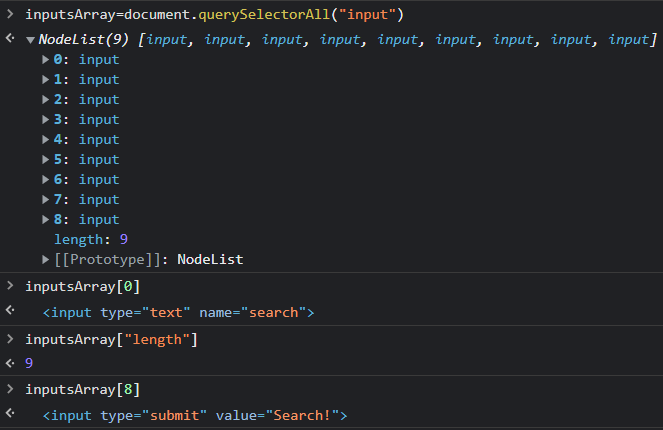 inputsArray=document.querySelectorAll("input")
NodeList(9) [input, input, input, input, input, input, input, input, input]
0: input
1: input
2: input
3: input
4: input
5: input
6: input
7: input
8: input
length: 9
[[Prototype]]: NodeList
inputsArray[0]
<input type="text" name="search">
inputsArray["length"]
9
inputsArray[8]
<input type="submit" value="Search!">